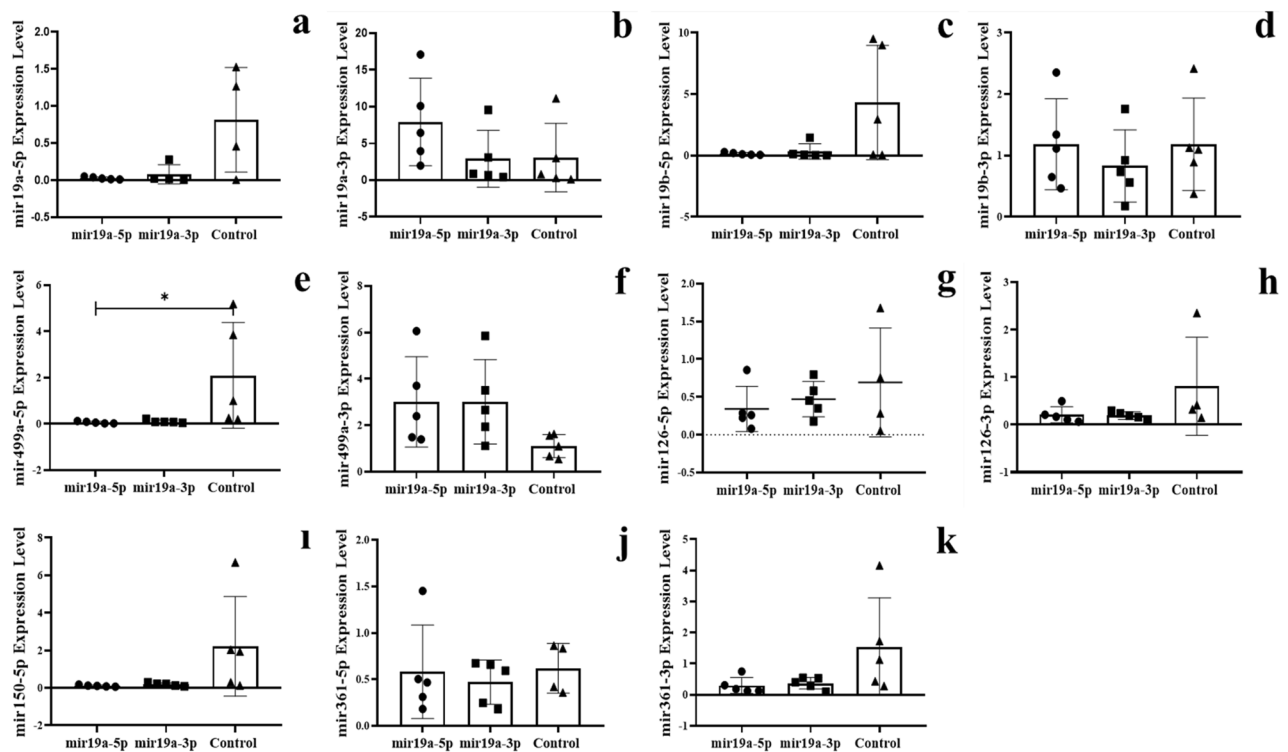 a
mir19a-5p Expression Level
2.0
1.5
1.0
0.5
0.0
-0.5
mir19a-5p mir19a-3p Control
b
mir19a-3p Expression Level
20
15
10
5
0
-5
mir19a-5p mir19a-3p Control
c
mir19b-5p Expression Level
10
5
0
-5
mir19a-5p mir19a-3p Control
d
mir19b-3p Expression Level
3
2
1
0
mir19a-5p mir19a-3p Control
e
mir499a-5p Expression Level
6
4
2
0
-2
*
mir19a-5p mir19a-3p Control
f
mir499a-3p Expression Level
8
6
4
2
0
mir19a-5p mir19a-3p Control
g
mir126-5p Expression Level
2.0
1.5
1.0
0.5
0.0
-0.5
mir19a-5p mir19a-3p Control
h
mir126-3p Expression Level
3
2
1
0
-1
mir19a-5p mir19a-3p Control
ı
mir150-5p Expression Level
8
6
4
2
0
-2
mir19a-5p mir19a-3p Control
j
mir361-5p Expression Level
2.0
1.5
1.0
0.5
0.0
mir19a-5p mir19a-3p Control
k
mir361-3p Expression Level
5
4
3
2
1
0
-1
mir19a-5p mir19a-3p Control